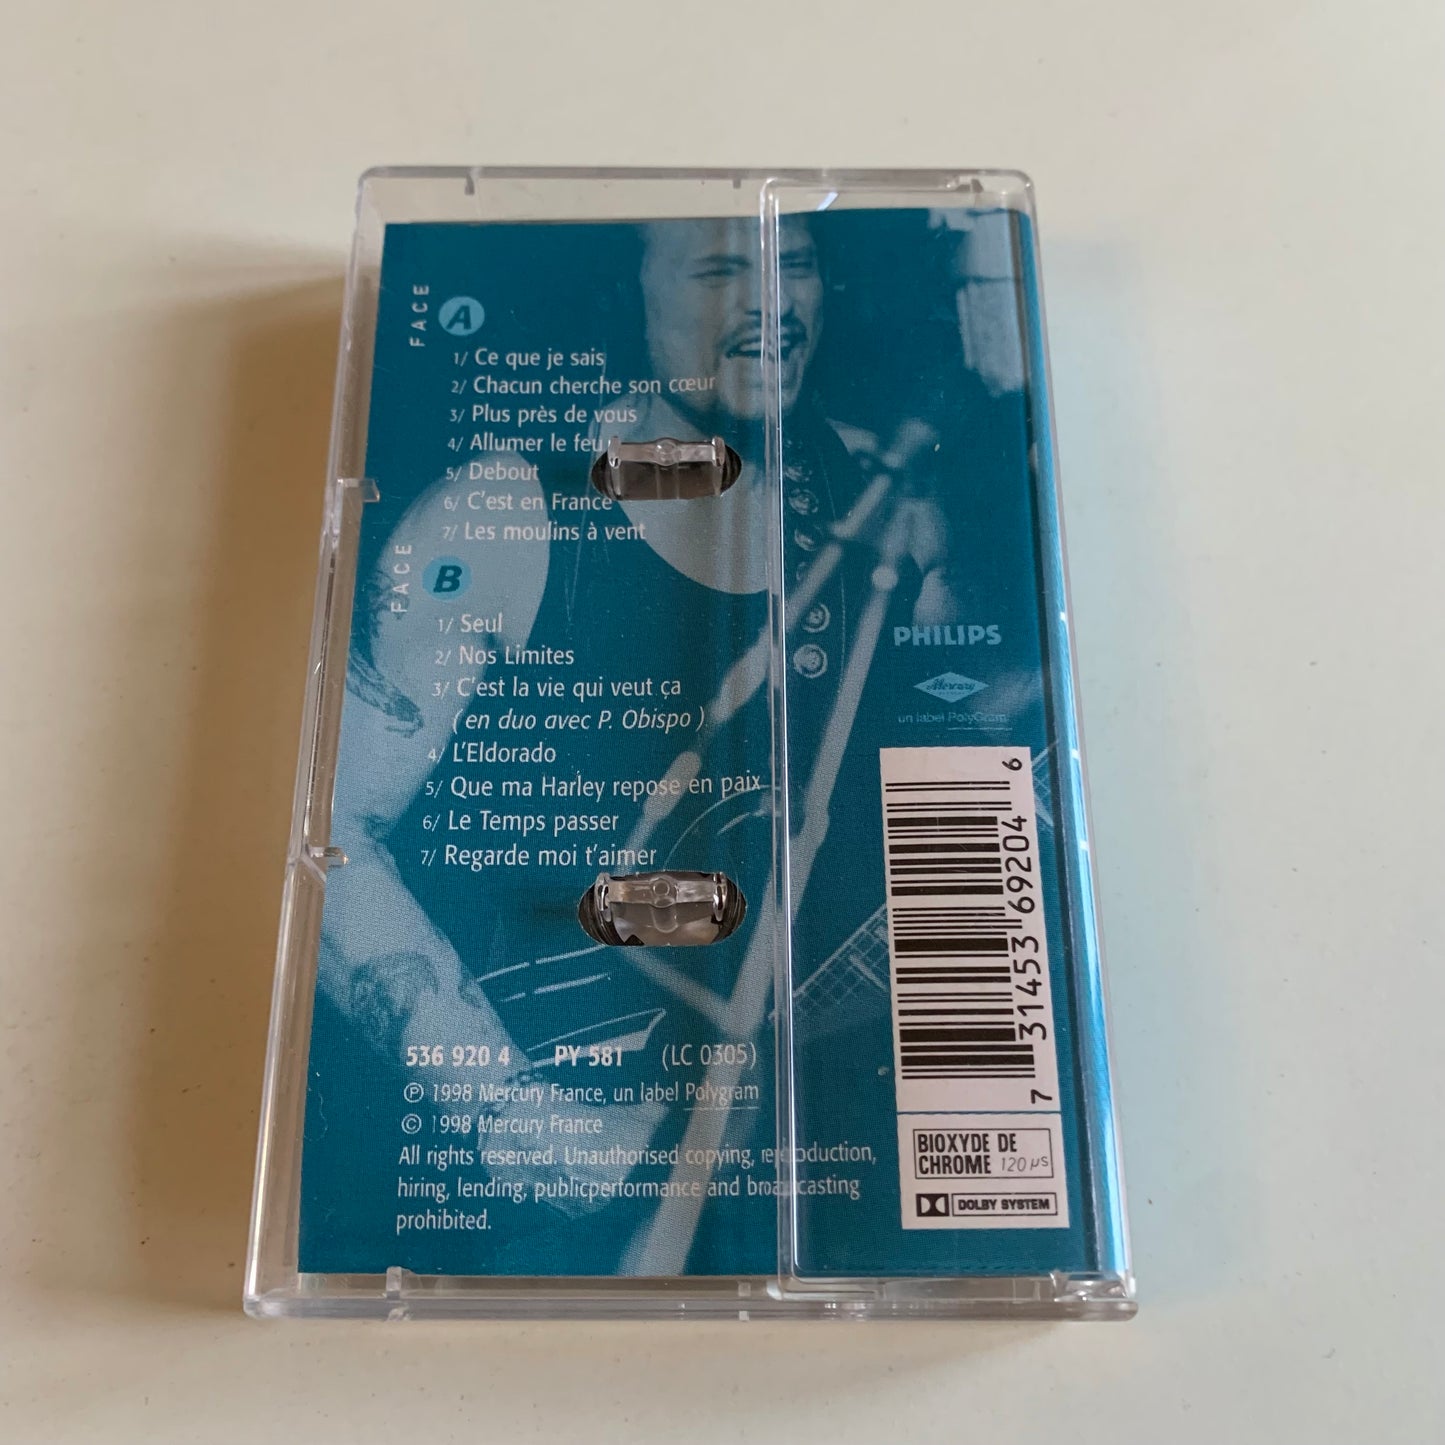 FACE A
1/ Ce que je sais
2/ Chacun cherche son cœur
3/ Plus près de vous
4/ Allumer le feu
5/ Debout
6/ C'est en France
7/ Les moulins à vent
FACE B
1/ Seul
2/ Nos Limites
3/ C'est la vie qui veut ça
(en duo avec P. Obispo)
4/ L'Eldorado
5/ Que ma Harley repose en paix
6/ Le Temps passer
7/ Regarde moi t'aimer
536 920 4 PY 581 (LC 0305)
℗ 1998 Mercury France, un label Polygram
© 1998 Mercury France
All rights reserved. Unauthorised copying, reproduction,
hiring, lending, publicperformance and broadcasting
prohibited.
PHILIPS
Mercury
un label PolyGram
7 31453 69204 6
BIOXYDE DE
CHROME 120 µs
DOLBY SYSTEM